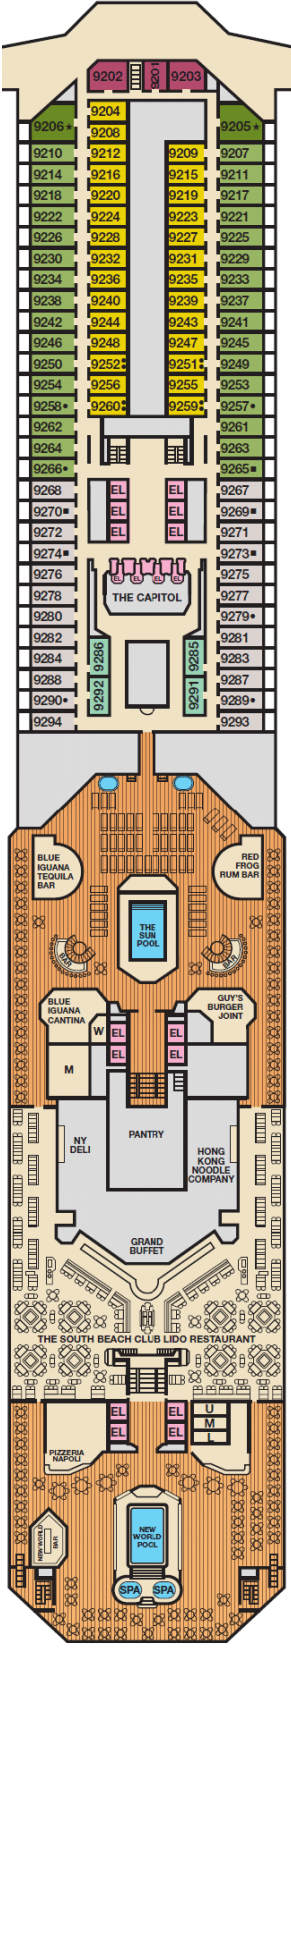 9202 9201 9203
9204
9206★ 9205★
9208
9210 9212 9209 9207
9214 9216 9215 9211
9218 9220 9219 9217
9222 9224 9223 9221
9226 9228 9227 9225
9230 9232 9231 9229
9234 9236 9235 9233
9238 9240 9239 9237
9242 9244 9243 9241
9246 9248 9247 9245
9250 9252 9251 9249
9254 9256 9255 9253
9258• 9260 9259 9257•
9262 9261
9264 9263
9266• 9265■
9268 EL EL 9267
9270■ EL EL 9269■
9272 EL EL 9271
9274■ 9273■
9276 EL EL EL EL 9275
9278 THE CAPITOL 9277
9280 9279•
9282 9281
9286 9285
9284 9283
9288 9287
9292 9291
9290• 9289•
9294 9293
BLUE
IGUANA
TEQUILA
BAR
RED
FROG
RUM BAR
THE
SUN
POOL
BAR BAR
BLUE
IGUANA
CANTINA
GUY'S
BURGER
JOINT
W EL EL
EL EL
M
PANTRY
NY
DELI
HONG
KONG
NOODLE
COMPANY
GRAND
BUFFET
THE SOUTH BEACH CLUB LIDO RESTAURANT
EL EL U
M
EL EL L
PIZZERIA
NAPOLI
NEW WORLD
BAR
NEW
WORLD
POOL
SPA SPA